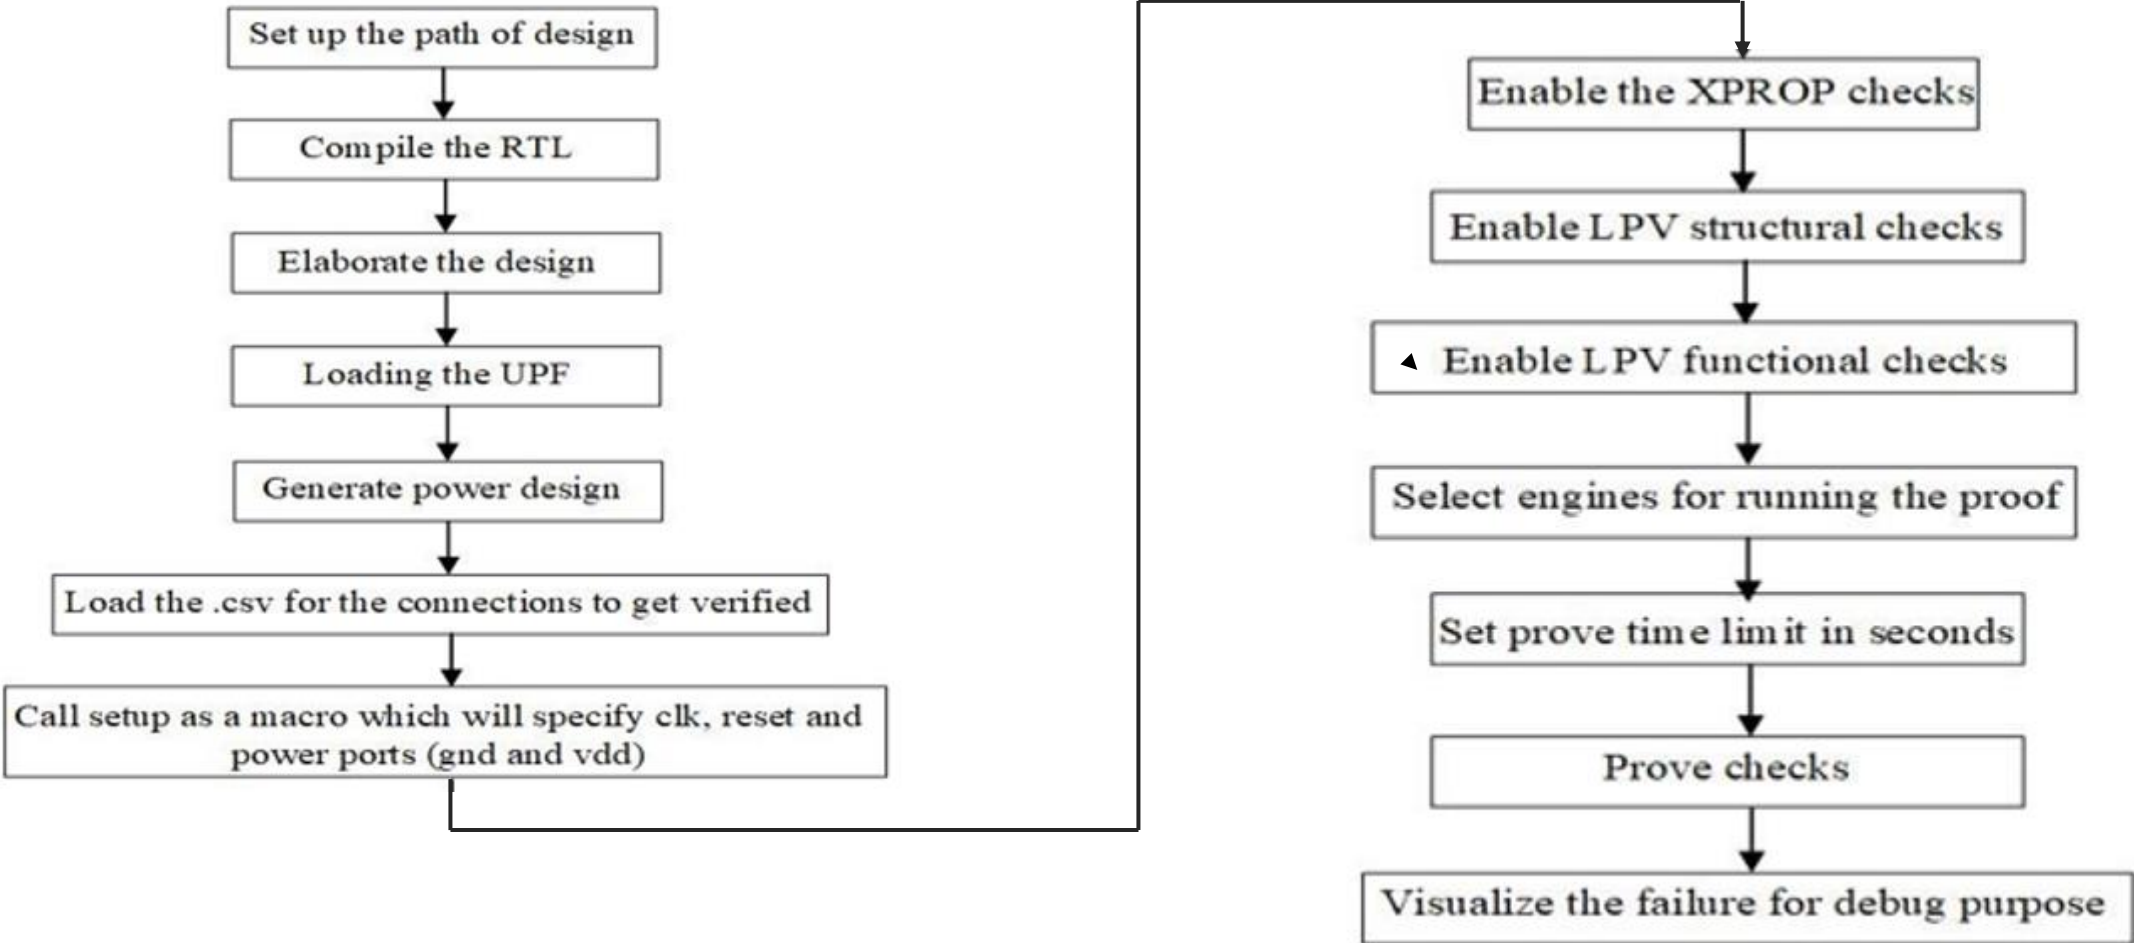 Set up the path of design
Compile the RTL
Elaborate the design
Loading the UPF
Generate power design
Load the .csv for the connections to get verified
Call setup as a macro which will specify clk, reset and
power ports (gnd and vdd)
Enable the XPROP checks
Enable LPV structural checks
Enable LPV functional checks
Select engines for running the proof
Set prove time limit in seconds
Prove checks
Visualize the failure for debug purpose